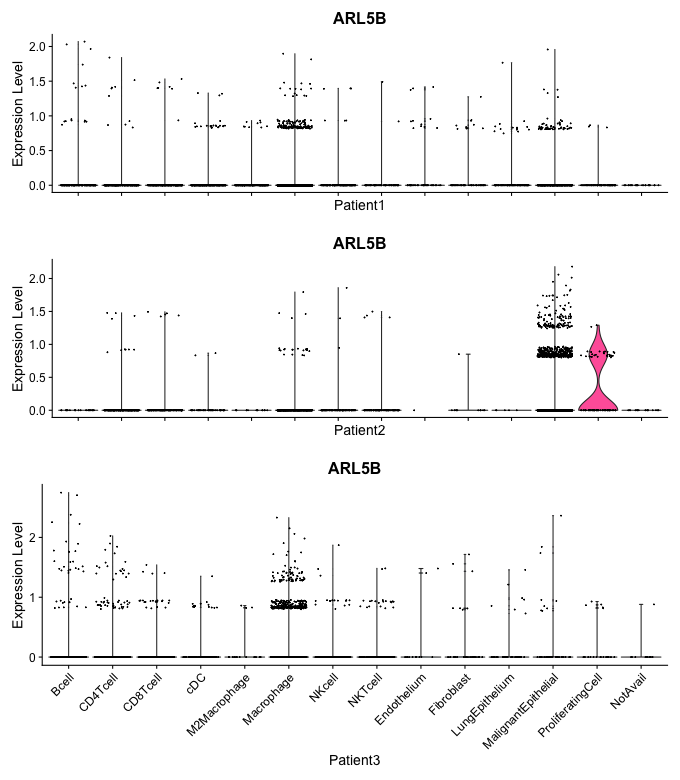 ARL5B
Expression Level
2.0
1.5
1.0
0.5
0.0
Patient1
ARL5B
Expression Level
2.0
1.5
1.0
0.5
0.0
Patient2
ARL5B
Expression Level
2
1
0
Bcell
CD4Tcell
CD8Tcell
cDC
M2Macrophage
Macrophage
NKcell
NKTcell
Endothelium
Fibroblast
LungEpithelium
MalignantEpithelial
ProliferatingCell
NotAvail
Patient3